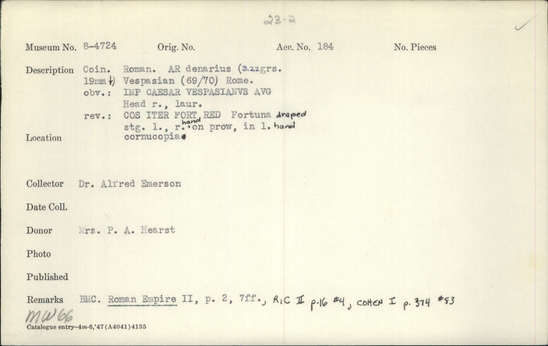 23-2
Museum No. 8-4724 Orig. No. Acc. No. 184 No. Pieces
Description Coin. Roman. AR denarius ( grs.
19mm) Vespasian (69/70) Rome.
obv.: IMP CAESAR VESPASIANVS AVG
Head r., laur.
rev.: COS ITER FORT RED Fortuna draped
stg. l., r. hand on prow, in l. hand
Location cornucopia
Collector Dr. Alfred Emerson
Date Coll.
Donor Mrs. P. A. Hearst
Photo
Published
Remarks BMC. Roman Empire II, p. 2, 7ff., RIC II p.16 #4, COHEN I p. 374 #93
MW66
Catalogue entry-4m-8,'47(A4041)4155